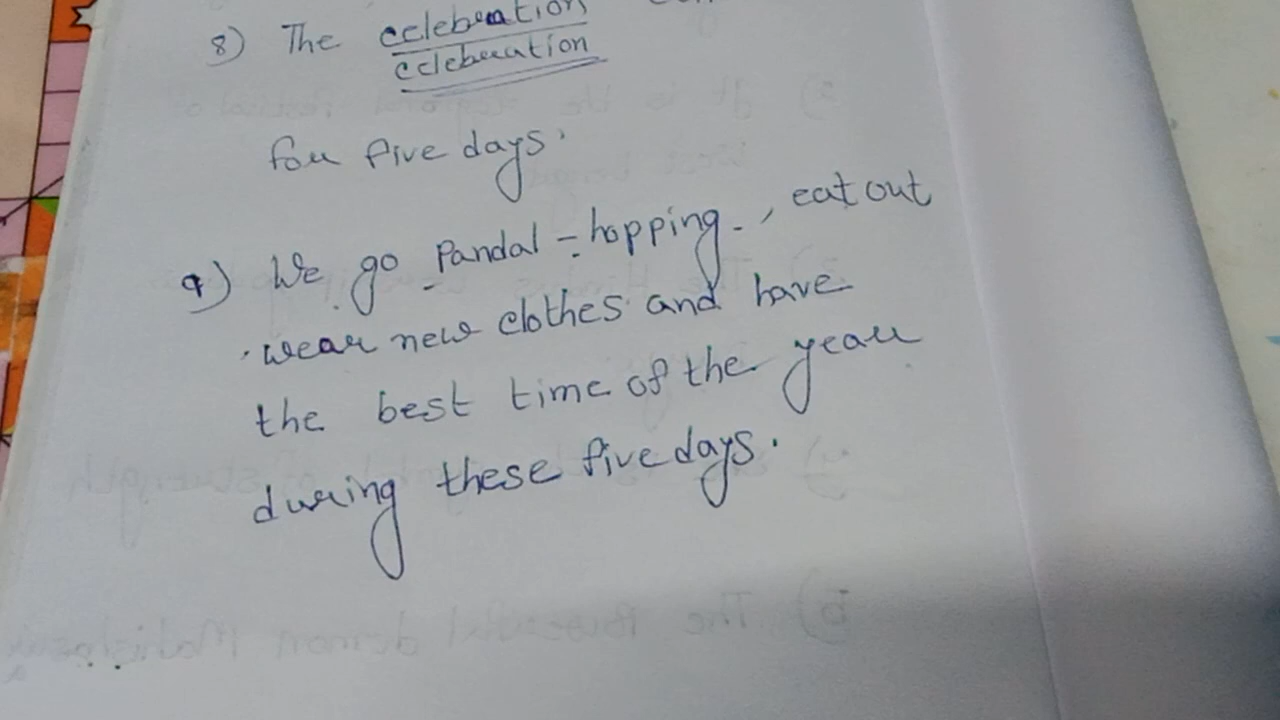 8) The celebration
celebration
for five days.
9) We go Pandal-hopping, eat out
wear new clothes and have
the best time of the year
during these five days.